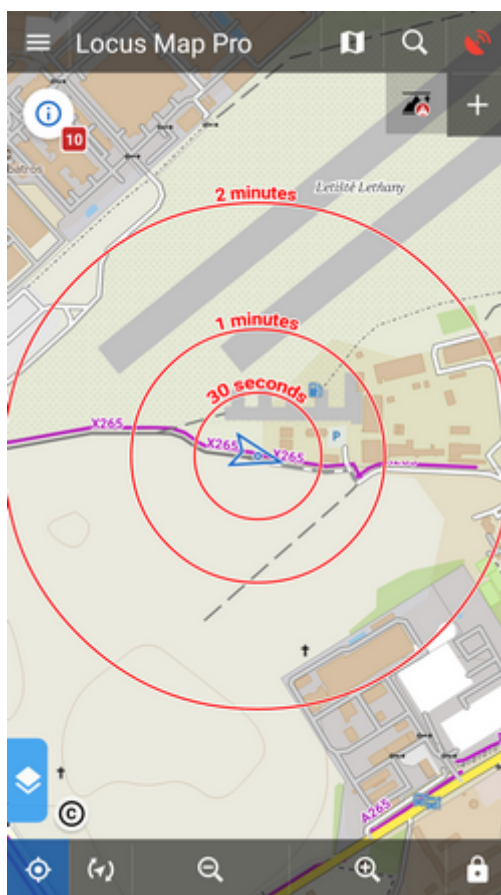 Locus Map Pro
10
2 minutes
Letiště Letňany
1 minutes
30 seconds
X265
X265
X265
P
A265
C